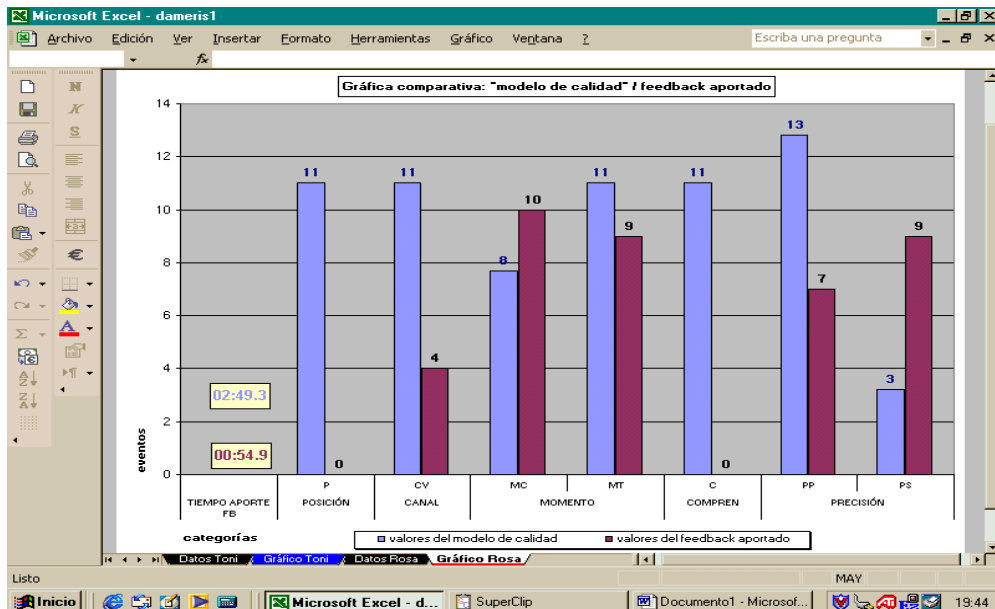 Microsoft Excel - dameris1
Archivo Edición Ver Insertar Formato Herramientas Gráfico Ventana ?
Escriba una pregunta
fx
N
K
S
€
Gráfica comparativa: "modelo de calidad" / feedback aportado
14
12
10
8
6
4
2
0
eventos
11 0
11 4
8 10
11 9
11 0
13 7
3 9
02:49.3
00:54.9
P CV MC MT C PP PS
TIEMPO APORTE FB POSICIÓN CANAL MOMENTO COMPREN PRECISIÓN
categorías
valores del modelo de calidad valores del feedback aportado
Datos Toni Gráfico Toni Datos Rosa Gráfico Rosa
Listo
MAY
Inicio Microsoft Excel - d... SuperClip Documento1 - Microsof... 19:44